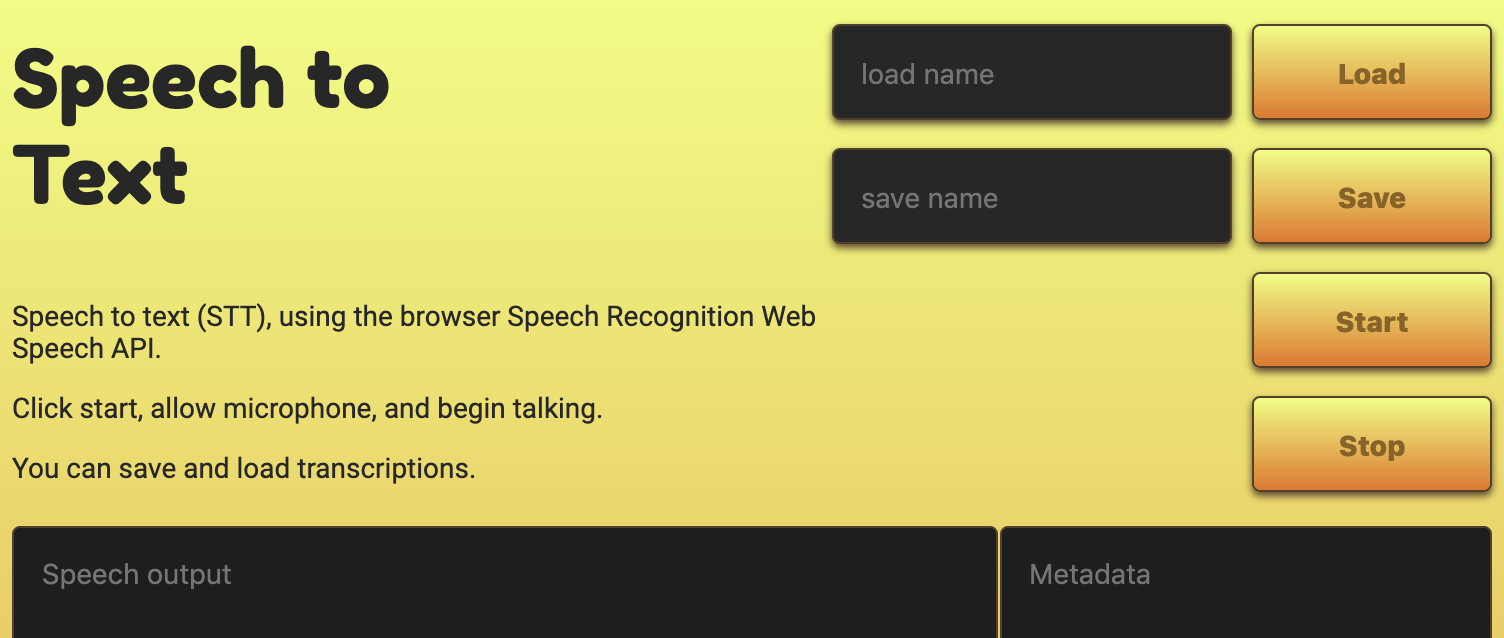 Speech to
Text
load name
Load
save name
Save
Speech to text (STT), using the browser Speech Recognition Web
Speech API.
Click start, allow microphone, and begin talking.
You can save and load transcriptions.
Start
Stop
Speech output
Metadata